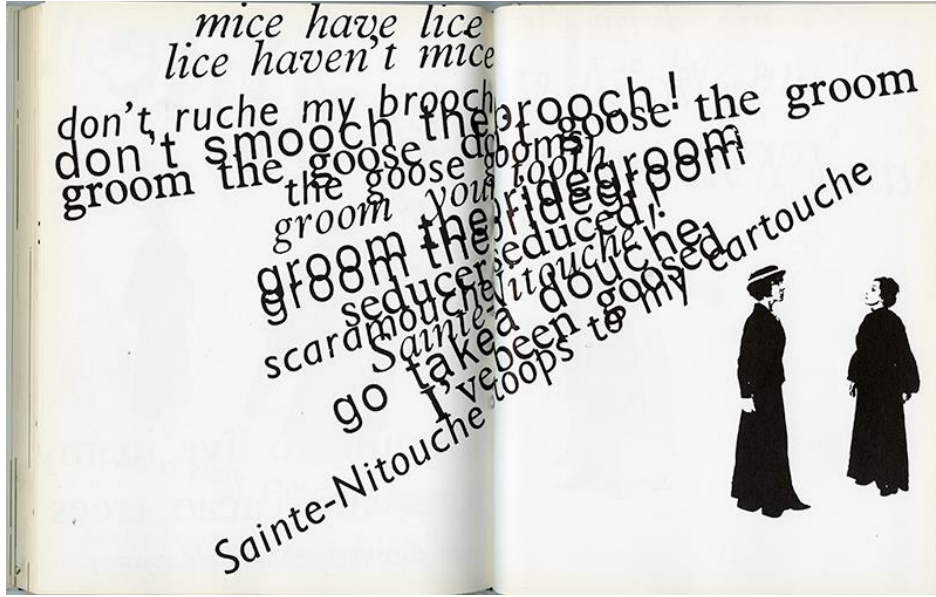 mice have lice
lice haven't mice
don't ruche my brooch
don't smooch the brooch!
groom the goose don't goose the groom
the goose grooms
groom your tooth
groom the bridegroom
groom the bridegroom
seducer seduced!
scaramouche!
Sainte-Nitouche
go take a douche,
I've been goosed
Sainte-Nitouche stoops to my cartouche